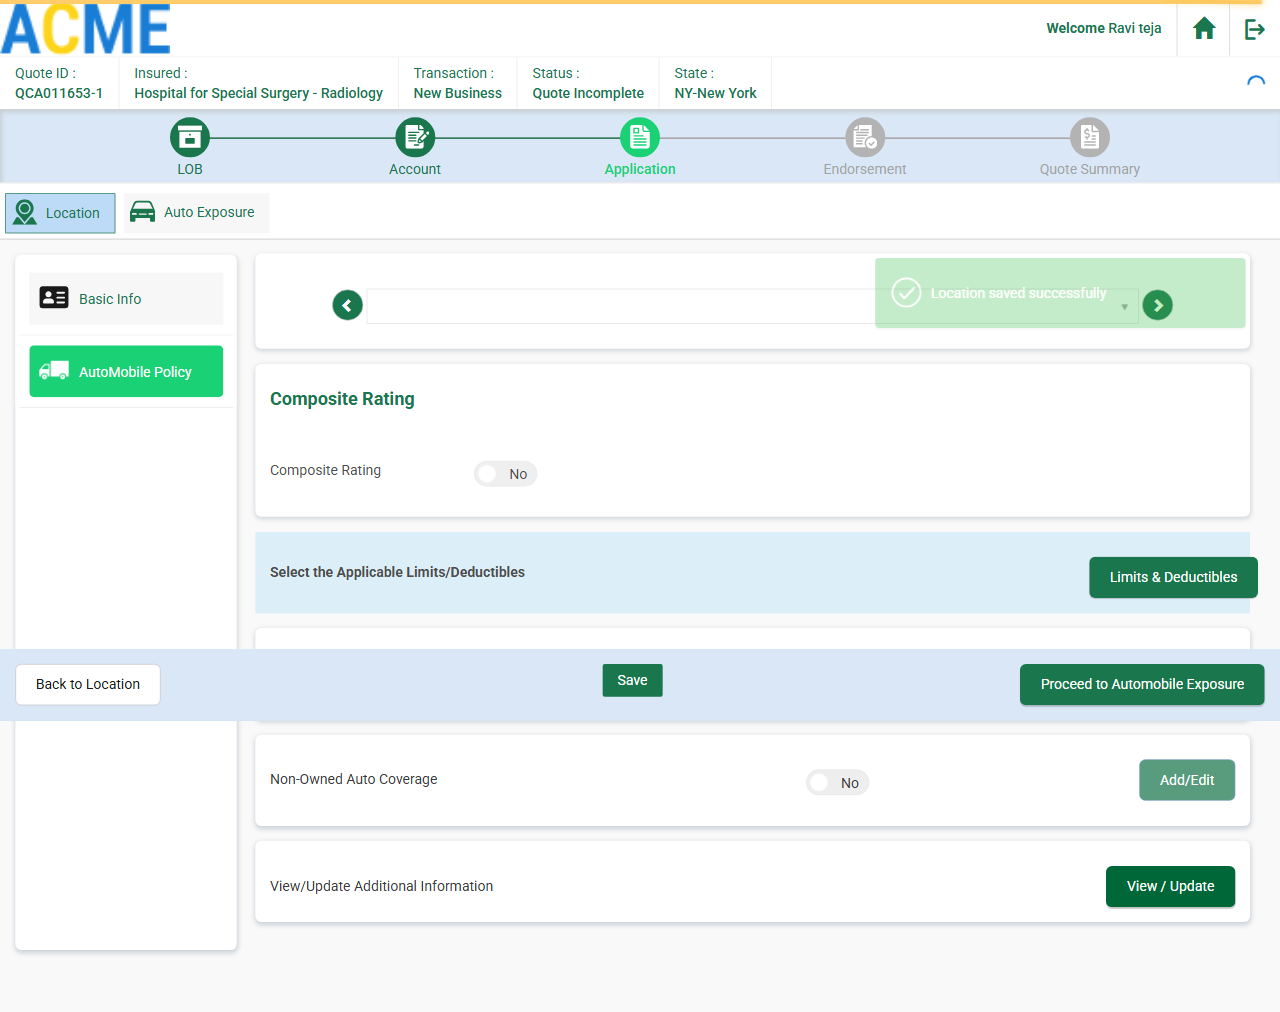 ACME
Welcome Ravi teja
Quote ID :
QCA011653-1
Insured :
Hospital for Special Surgery - Radiology
Transaction :
New Business
Status :
Quote Incomplete
State :
NY-New York
LOB
Account
Application
Endorsement
Quote Summary
Location
Auto Exposure
Basic Info
AutoMobile Policy
Location saved successfully
Composite Rating
Composite Rating
No
Select the Applicable Limits/Deductibles
Limits & Deductibles
Back to Location
Save
Proceed to Automobile Exposure
Non-Owned Auto Coverage
No
Add/Edit
View/Update Additional Information
View / Update